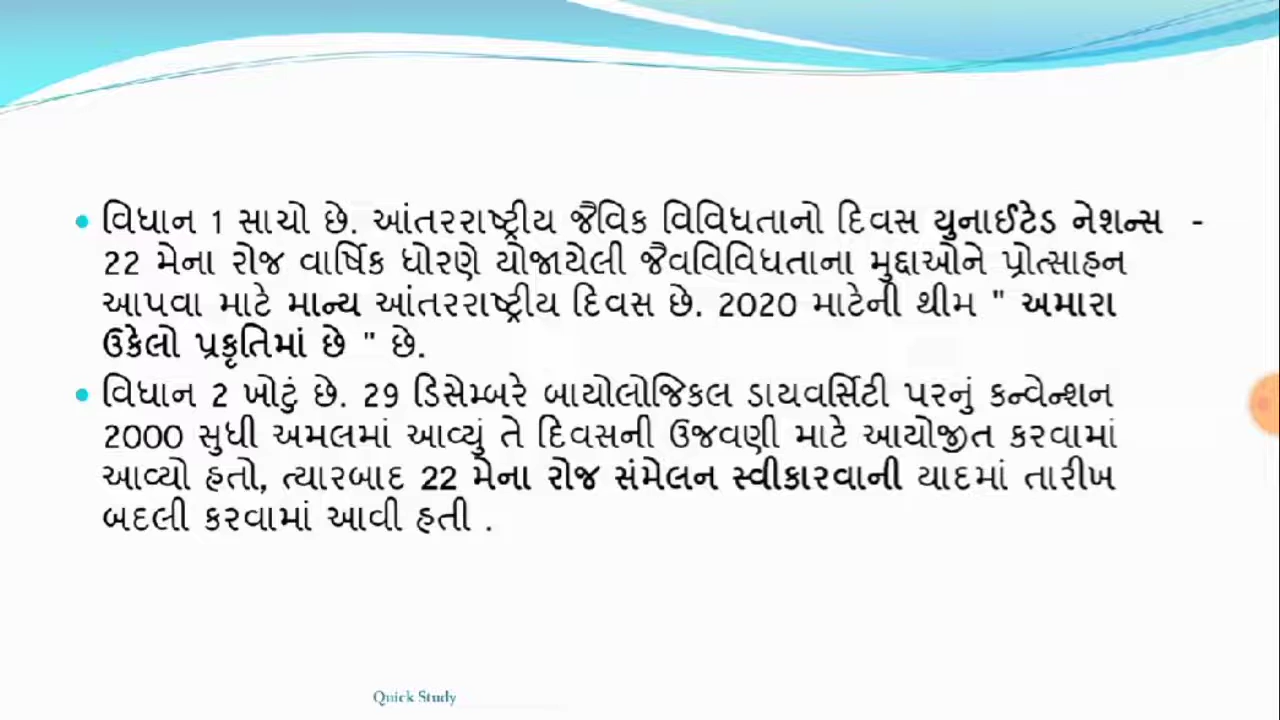 • વિધાન 1 સાચો છે. આંતરરાષ્ટ્રીય જૈવિક વિવિધતાનો દિવસ યુનાઈટેડ નેશન્સ -
22 મેના રોજ વાર્ષિક ધોરણે યોજાયેલી જૈવવિવિધતાના મુદ્દાઓને પ્રોત્સાહન
આપવા માટે માન્ય આંતરરાષ્ટ્રીય દિવસ છે. 2020 માટેની થીમ " અમારા
ઉકેલો પ્રકૃતિમાં છે " છે.
• વિધાન 2 ખોટું છે. 29 ડિસેમ્બરે બાયોલોજિકલ ડાયવર્સિટી પરનું કન્વેન્શન
2000 સુધી અમલમાં આવ્યું તે દિવસની ઉજવણી માટે આયોજીત કરવામાં
આવ્યો હતો, ત્યારબાદ 22 મેના રોજ સંમેલન સ્વીકારવાની યાદમાં તારીખ
બદલી કરવામાં આવી હતી .
Quick Study